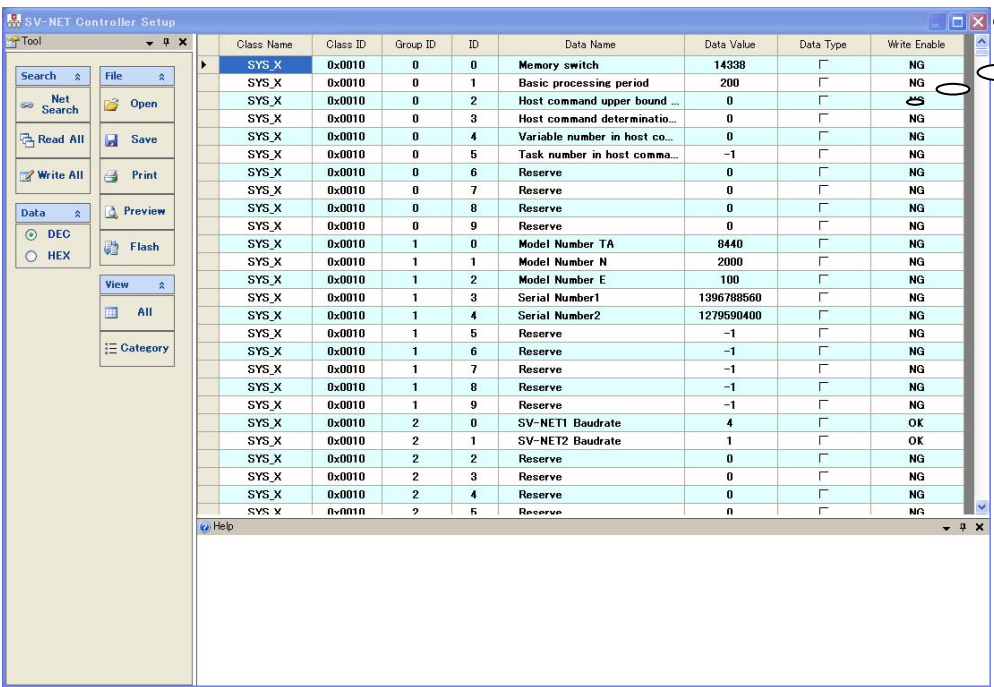 SV-NET Controller Setup
Tool
Search
Net Search
Read All
Write All
Data
DEC
HEX
File
Open
Save
Print
Preview
Flash
View
All
Category
Class Name Class ID Group ID ID Data Name Data Value Data Type Write Enable
SYS_X 0x0010 0 0 Memory switch 14338 NG
SYS_X 0x0010 0 1 Basic processing period 200 NG
SYS_X 0x0010 0 2 Host command upper bound ... 0
SYS_X 0x0010 0 3 Host command determinatio... 0 NG
SYS_X 0x0010 0 4 Variable number in host co... 0 NG
SYS_X 0x0010 0 5 Task number in host comma... -1 NG
SYS_X 0x0010 0 6 Reserve 0 NG
SYS_X 0x0010 0 7 Reserve 0 NG
SYS_X 0x0010 0 8 Reserve 0 NG
SYS_X 0x0010 0 9 Reserve 0 NG
SYS_X 0x0010 1 0 Model Number TA 8440 NG
SYS_X 0x0010 1 1 Model Number N 2000 NG
SYS_X 0x0010 1 2 Model Number E 100 NG
SYS_X 0x0010 1 3 Serial Number1 1396788560 NG
SYS_X 0x0010 1 4 Serial Number2 1279590400 NG
SYS_X 0x0010 1 5 Reserve -1 NG
SYS_X 0x0010 1 6 Reserve -1 NG
SYS_X 0x0010 1 7 Reserve -1 NG
SYS_X 0x0010 1 8 Reserve -1 NG
SYS_X 0x0010 1 9 Reserve -1 NG
SYS_X 0x0010 2 0 SV-NET1 Baudrate 4 OK
SYS_X 0x0010 2 1 SV-NET2 Baudrate 1 OK
SYS_X 0x0010 2 2 Reserve 0 NG
SYS_X 0x0010 2 3 Reserve 0 NG
SYS_X 0x0010 2 4 Reserve 0 NG
SYS_X 0x0010 2 5 Reserve 0 NG
Help